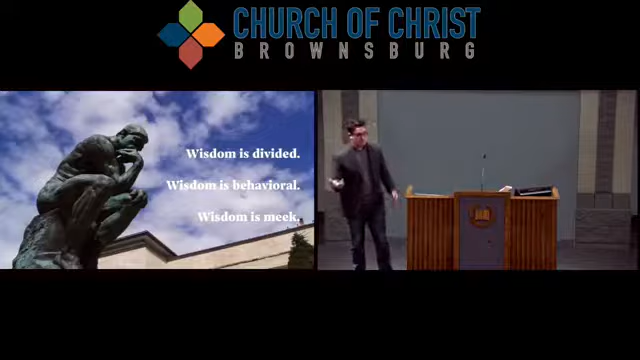 CHURCH OF CHRIST
BROWNSBURG
Wisdom is divided.
Wisdom is behavioral.
Wisdom is meek.